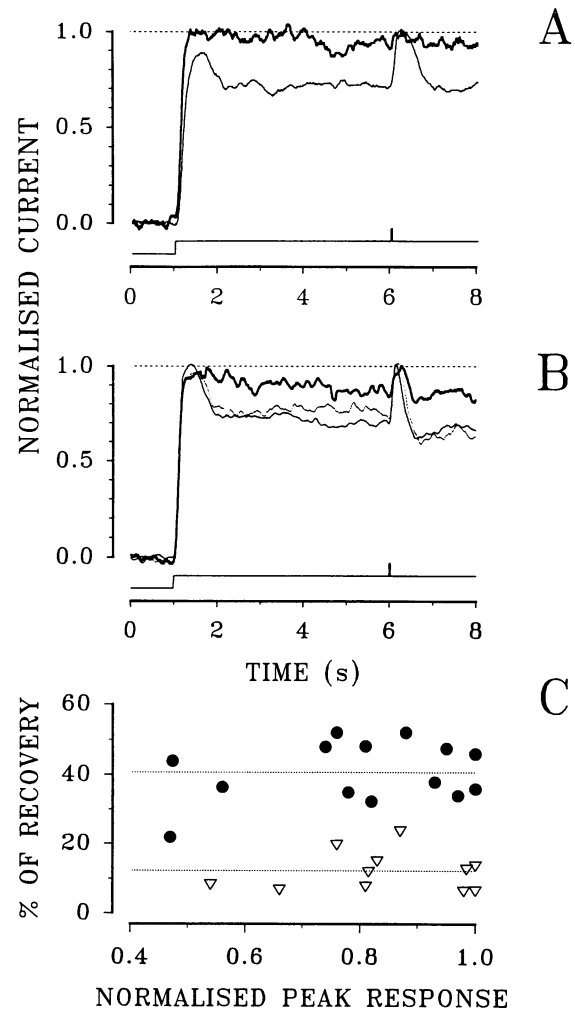 A
NORMALISED CURRENT
1.0
0.5
0.0
0 2 4 6 8
B
1.0
0.5
0.0
0 2 4 6 8
TIME (s)
C
% OF RECOVERY
60
40
20
0
0.4 0.6 0.8 1.0
NORMALISED PEAK RESPONSE